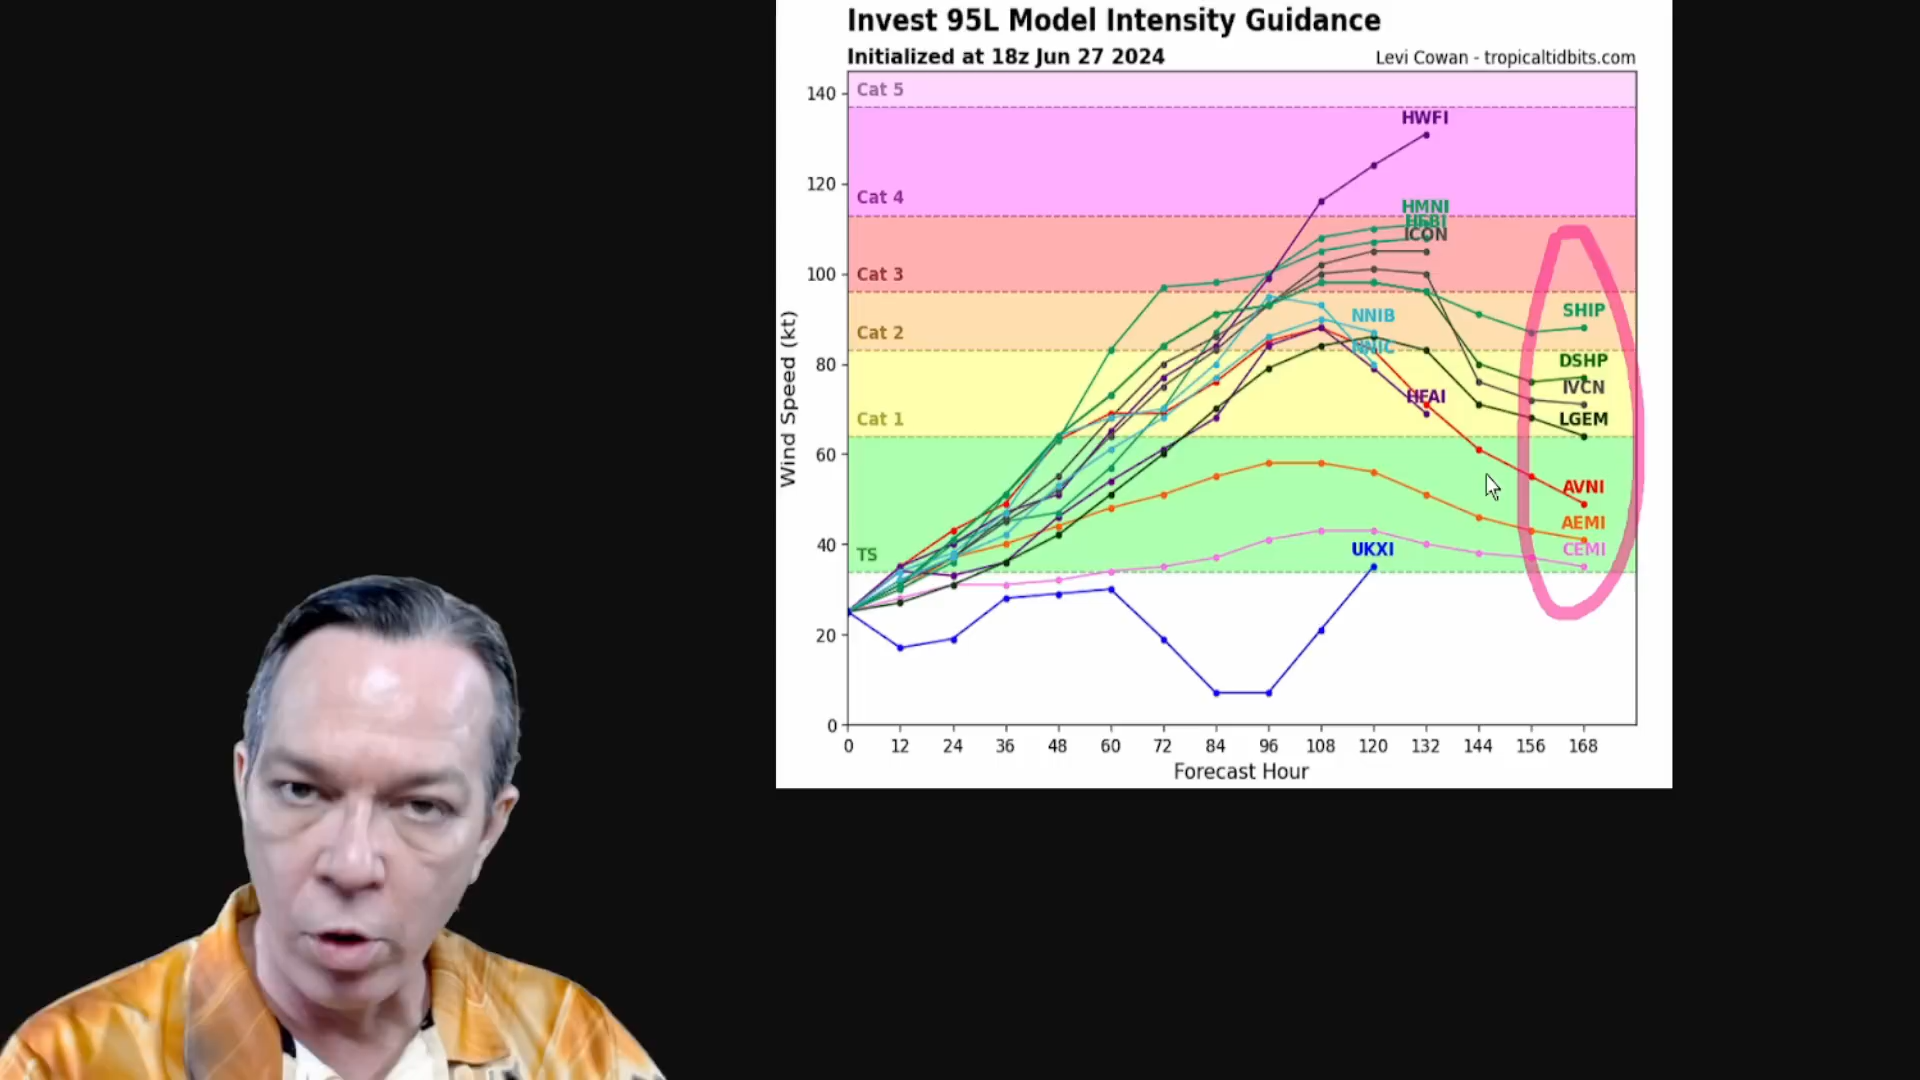 Invest 95L Model Intensity Guidance
Initialized at 18z Jun 27 2024
Levi Cowan - tropicaltidbits.com
140
Cat 5
HWFI
120
Cat 4
HMNI
HFBI
ICON
100
Cat 3
SHIP
NNIB
Cat 2
NNIC
80
DSHP
IVCN
HFAI
Cat 1
LGEM
60
AVNI
AEMI
40
TS
UKXI
CEMI
20
0
Wind Speed (kt)
0 12 24 36 48 60 72 84 96 108 120 132 144 156 168
Forecast Hour